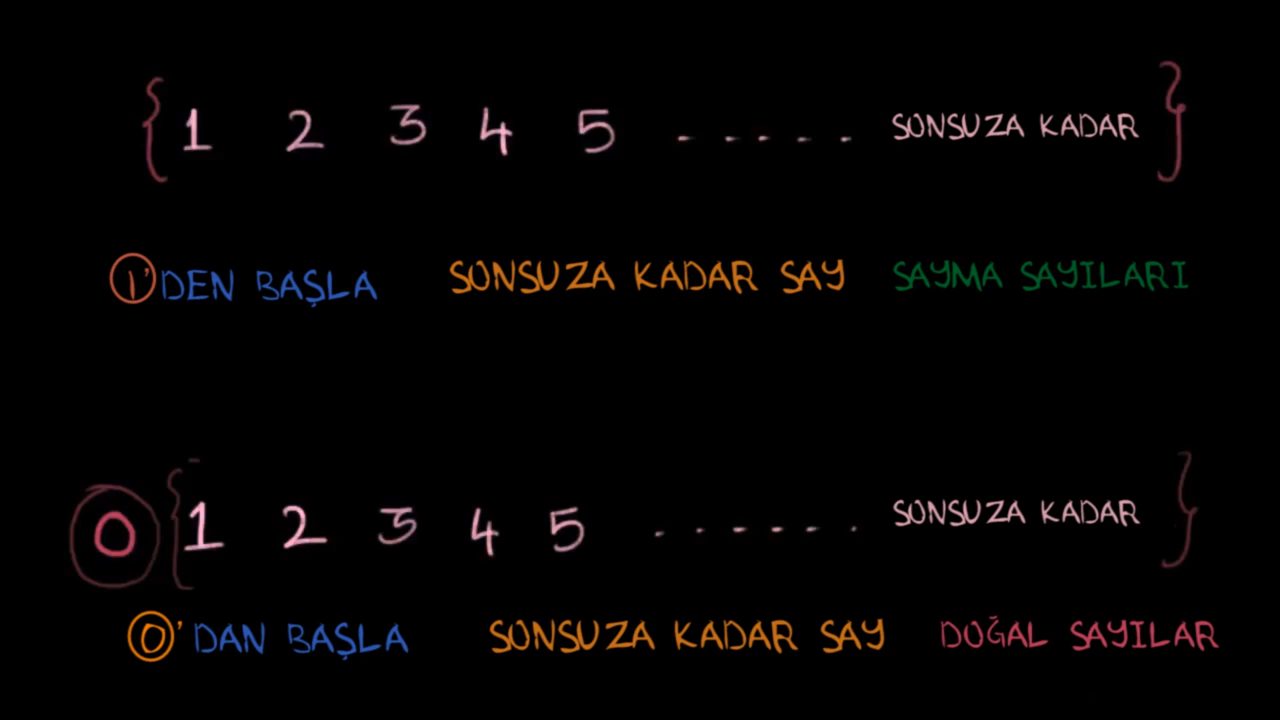 { 1 2 3 4 5 ..... SONSUZA KADAR }
1'DEN BAŞLA SONSUZA KADAR SAY SAYMA SAYILARI
0 { 1 2 3 4 5 ...... SONSUZA KADAR }
0'DAN BAŞLA SONSUZA KADAR SAY DOĞAL SAYILAR